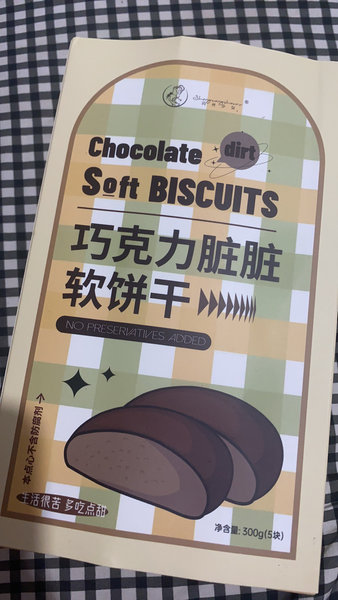 Chocolate dirt
Soft BISCUITS
巧克力脏脏
软饼干
NO PRESERVATIVES ADDED
本点心不含防腐剂
生活很苦 多吃点甜
净含量: 300g(5块)